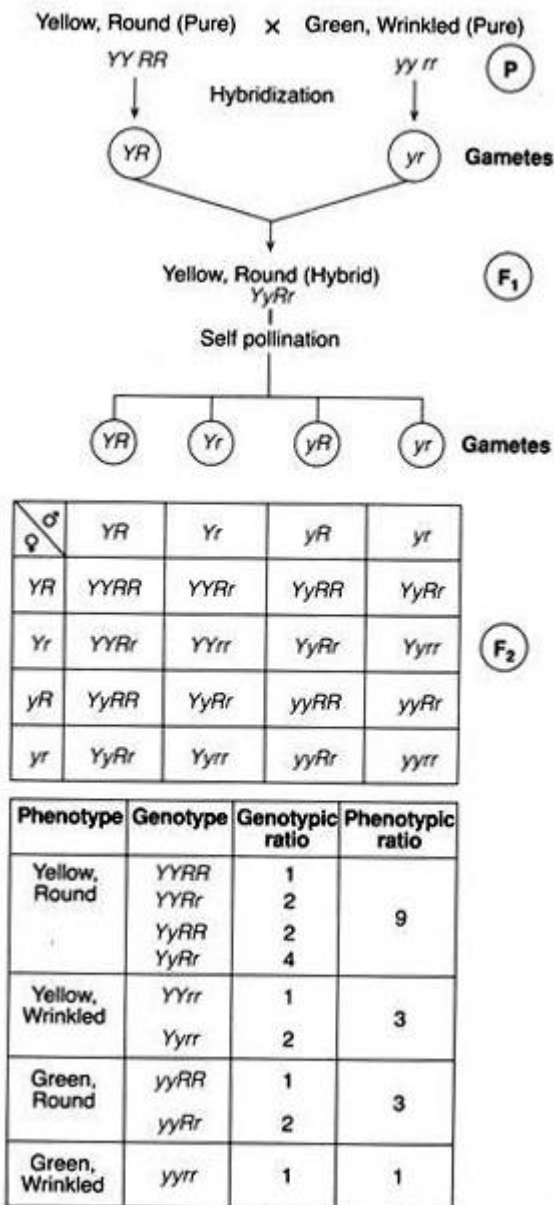 Yellow, Round (Pure) × Green, Wrinkled (Pure)
YY RR yy rr P
Hybridization
YR yr Gametes
Yellow, Round (Hybrid) F1
YyRr
Self pollination
YR Yr yR yr Gametes
♂ ♀ YR Yr yR yr
YR YYRR YYRr YyRR YyRr
Yr YYRr YYrr YyRr Yyrr F2
yR YyRR YyRr yyRR yyRr
yr YyRr Yyrr yyRr yyrr
Phenotype Genotype Genotypic ratio Phenotypic ratio
Yellow, Round YYRR 1 9
YYRr 2
YyRR 2
YyRr 4
Yellow, Wrinkled YYrr 1 3
Yyrr 2
Green, Round yyRR 1 3
yyRr 2
Green, Wrinkled yyrr 1 1